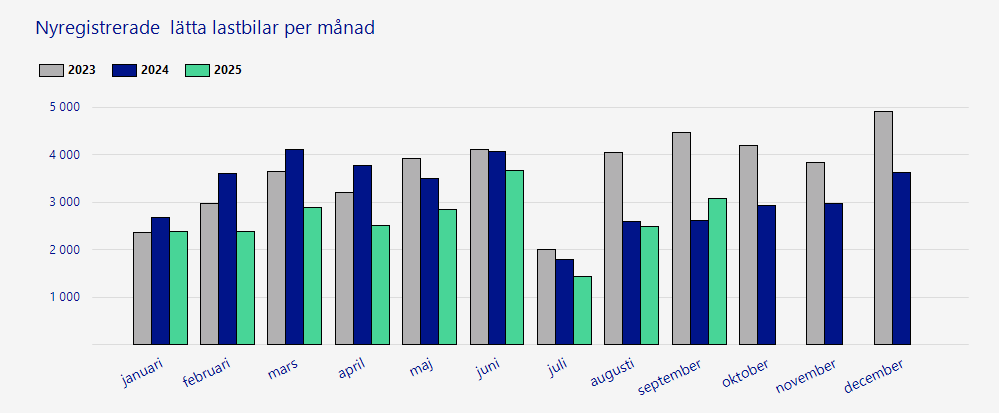 Nyregistrerade  lätta lastbilar per månad
2023 2024 2025
5 000
4 000
3 000
2 000
1 000
januari februari mars april maj juni juli augusti september oktober november december